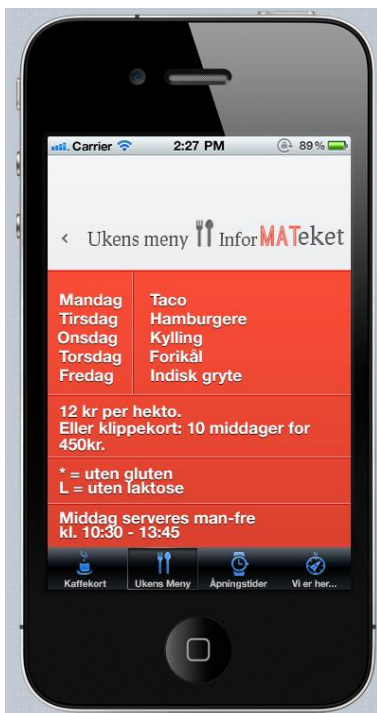 Carrier 2:27 PM 89%
‹ Ukens meny InforMATeket
Mandag Taco
Tirsdag Hamburgere
Onsdag Kylling
Torsdag Forikål
Fredag Indisk gryte
12 kr per hekto.
Eller klippekort: 10 middager for
450kr.
* = uten gluten
L = uten laktose
Middag serveres man-fre
kl. 10:30 - 13:45
Kaffekort Ukens Meny Åpningstider Vi er her...